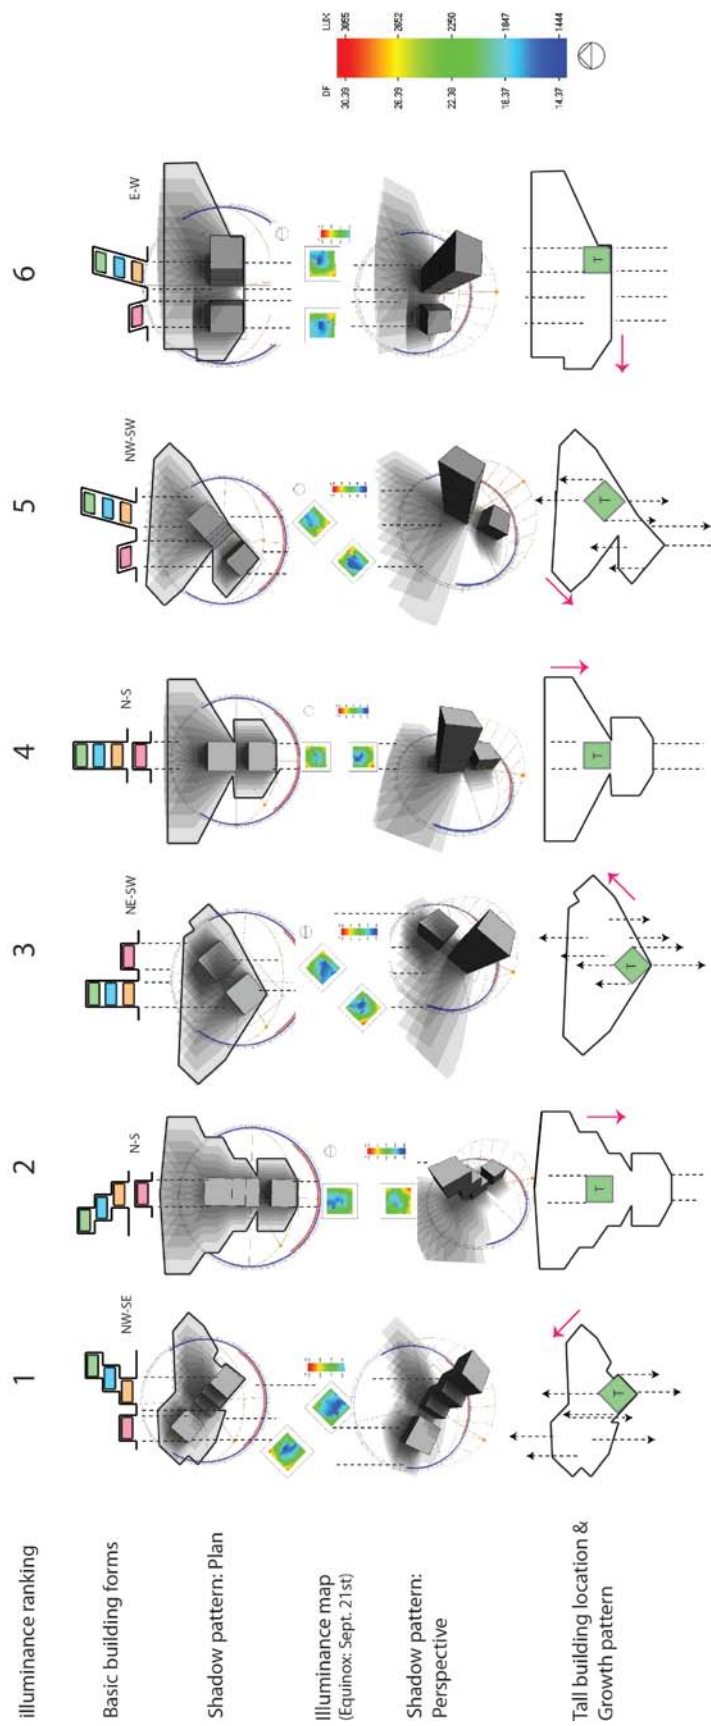 illuminance ranking
1
2
3
4
5
6
Basic building forms
NW-SE
N-S
NE-SW
N-S
NW-SW
E-W
Shadow pattern: Plan
Illuminance map
(Equinox: Sept. 21st)
Shadow pattern:
Perspective
Tall building location &
Growth pattern
T
T
T
T
T
T
DF
LUX
30.39
3055
26.39
2652
22.38
2250
18.37
1847
14.37
1444